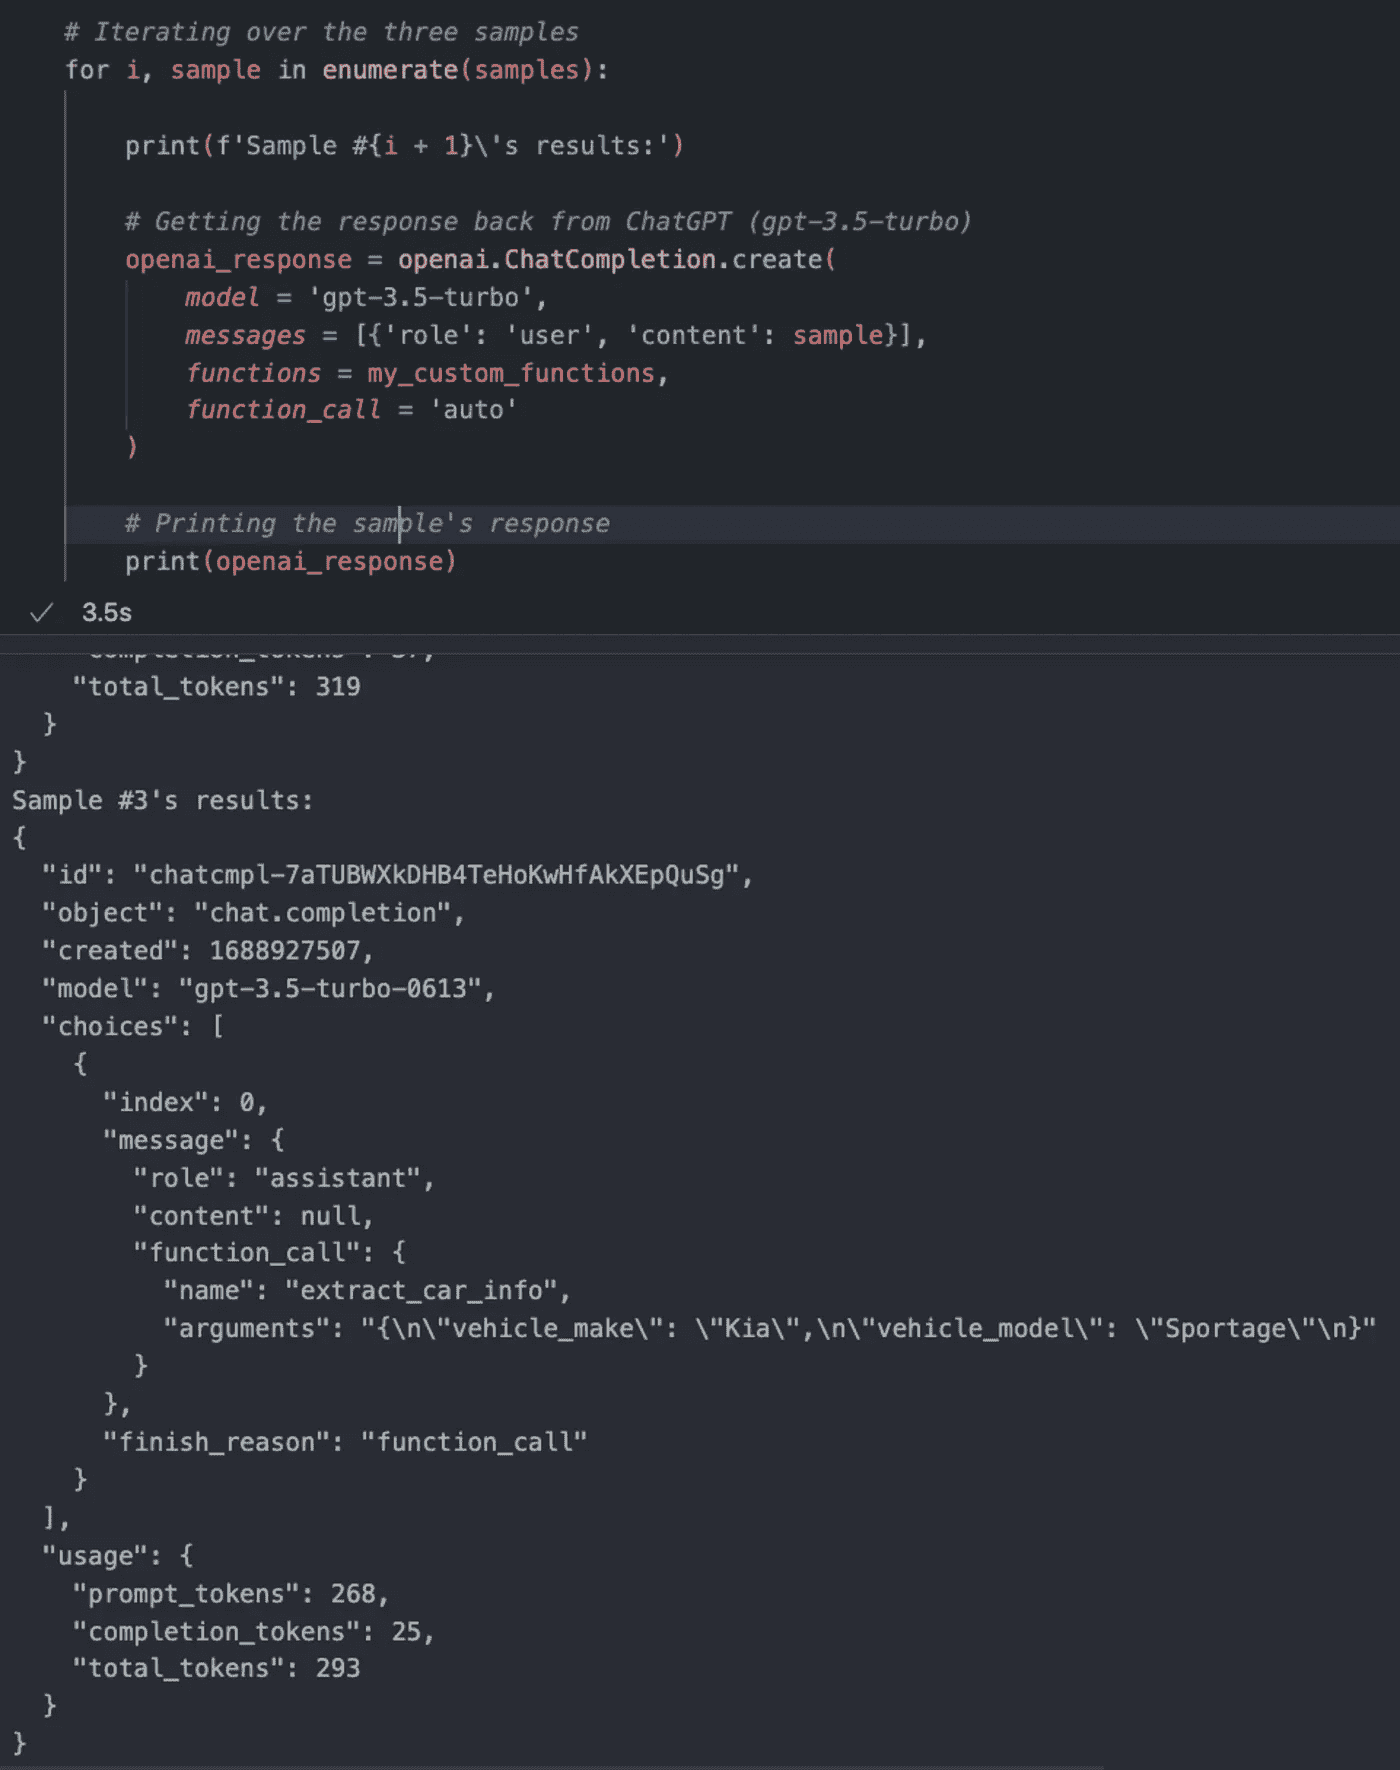 # Iterating over the three samples
for i, sample in enumerate(samples):
print(f'Sample #{i + 1}\'s results:')
# Getting the response back from ChatGPT (gpt-3.5-turbo)
openai_response = openai.ChatCompletion.create(
model = 'gpt-3.5-turbo',
messages = [{'role': 'user', 'content': sample}],
functions = my_custom_functions,
function_call = 'auto'
)
# Printing the sample's response
print(openai_response)
✓ 3.5s
"total_tokens": 319
}
}
Sample #3's results:
{
"id": "chatcmpl-7aTUBWXkDHB4TeHoKwHfAkXEpQuSg",
"object": "chat.completion",
"created": 1688927507,
"model": "gpt-3.5-turbo-0613",
"choices": [
{
"index": 0,
"message": {
"role": "assistant",
"content": null,
"function_call": {
"name": "extract_car_info",
"arguments": "{\n\"vehicle_make\": \"Kia\",\n\"vehicle_model\": \"Sportage\"\n}"
}
},
"finish_reason": "function_call"
}
],
"usage": {
"prompt_tokens": 268,
"completion_tokens": 25,
"total_tokens": 293
}
}